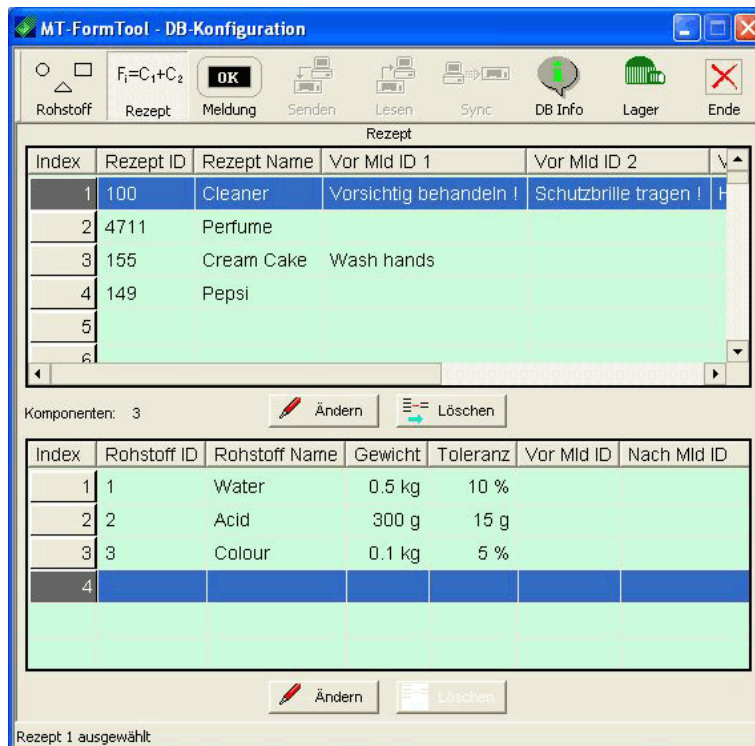 MT-FormTool - DB-Konfiguration
Fᵢ=C₁+C₂ OK
Rohstoff Rezept Meldung Senden Lesen Sync DB Info Lager Ende
Rezept
Index Rezept ID Rezept Name Vor Mld ID 1 Vor Mld ID 2 V
1 100 Cleaner Vorsichtig behandeln ! Schutzbrille tragen ! H
2 4711 Perfume
3 155 Cream Cake Wash hands
4 149 Pepsi
5
6
Komponenten: 3 Ändern Löschen
Index Rohstoff ID Rohstoff Name Gewicht Toleranz Vor Mld ID Nach Mld ID
1 1 Water 0.5 kg 10 %
2 2 Acid 300 g 15 g
3 3 Colour 0.1 kg 5 %
4
Ändern Löschen
Rezept 1 ausgewählt